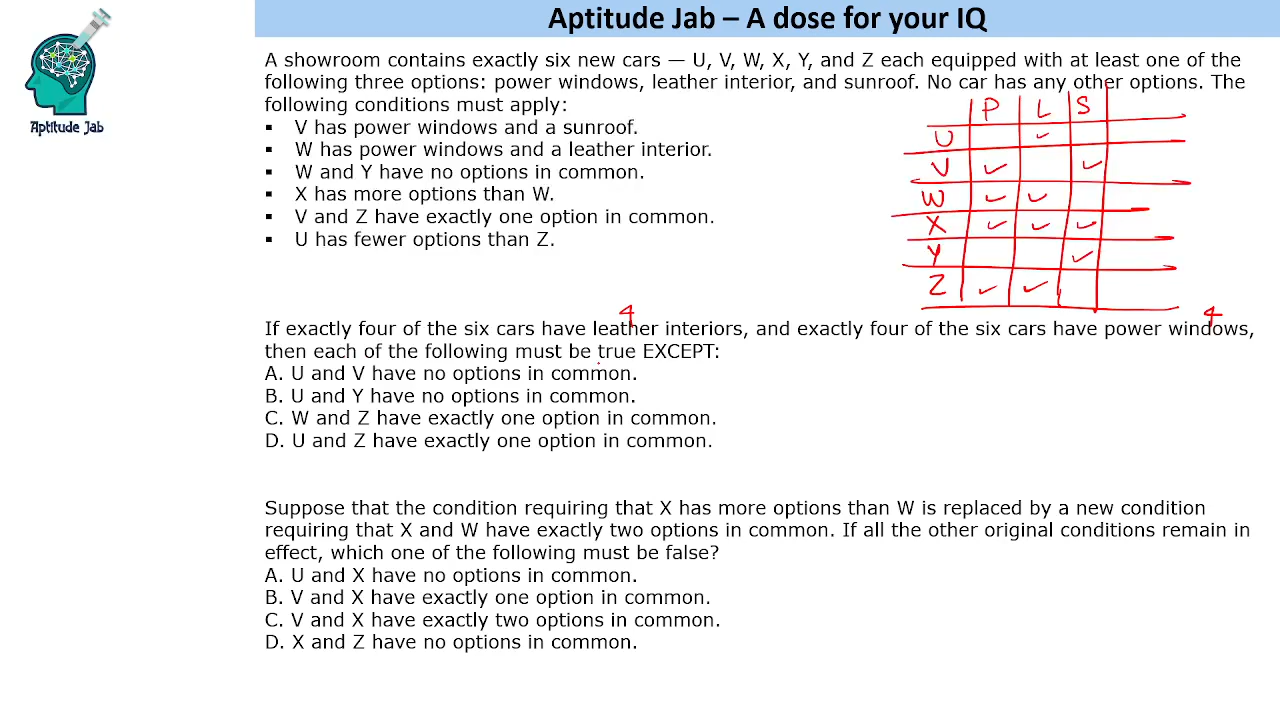 Aptitude Jab – A dose for your IQ
Aptitude Jab
A showroom contains exactly six new cars — U, V, W, X, Y, and Z each equipped with at least one of the
following three options: power windows, leather interior, and sunroof. No car has any other options. The
following conditions must apply:
▪ V has power windows and a sunroof.
▪ W has power windows and a leather interior.
▪ W and Y have no options in common.
▪ X has more options than W.
▪ V and Z have exactly one option in common.
▪ U has fewer options than Z.
P L S
U ✓
V ✓ ✓
W ✓ ✓
X ✓ ✓ ✓
Y ✓
Z ✓ ✓
4 4
If exactly four of the six cars have leather interiors, and exactly four of the six cars have power windows,
then each of the following must be true EXCEPT:
A. U and V have no options in common.
B. U and Y have no options in common.
C. W and Z have exactly one option in common.
D. U and Z have exactly one option in common.
Suppose that the condition requiring that X has more options than W is replaced by a new condition
requiring that X and W have exactly two options in common. If all the other original conditions remain in
effect, which one of the following must be false?
A. U and X have no options in common.
B. V and X have exactly one option in common.
C. V and X have exactly two options in common.
D. X and Z have no options in common.